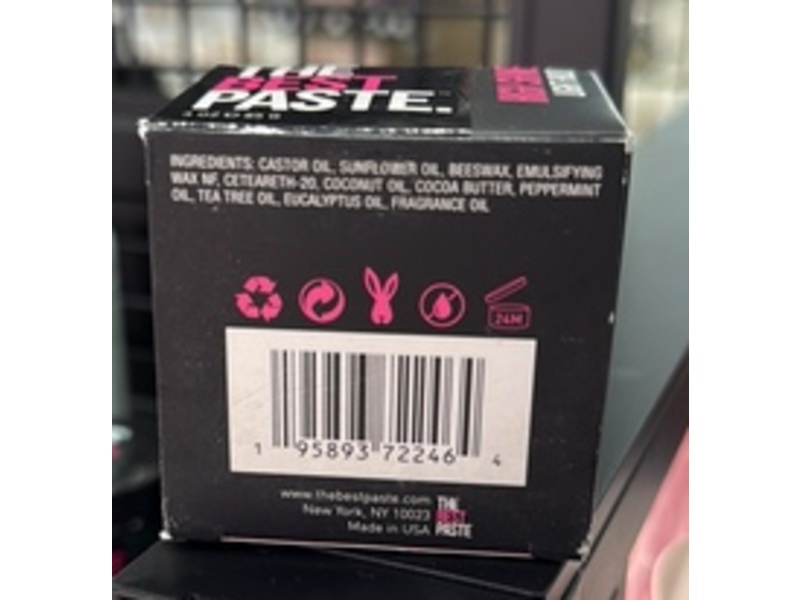 THE
BEST
PASTE.
INGREDIENTS: CASTOR OIL, SUNFLOWER OIL, BEESWAX, EMULSIFYING
WAX NF, CETEARETH-20, COCONUT OIL, COCOA BUTTER, PEPPERMINT
OIL, TEA TREE OIL, EUCALYPTUS OIL, FRAGRANCE OIL
24M
1 95893 72246 4
www.thebestpaste.com
New York, NY 10023
Made in USA
THE
BEST
PASTE